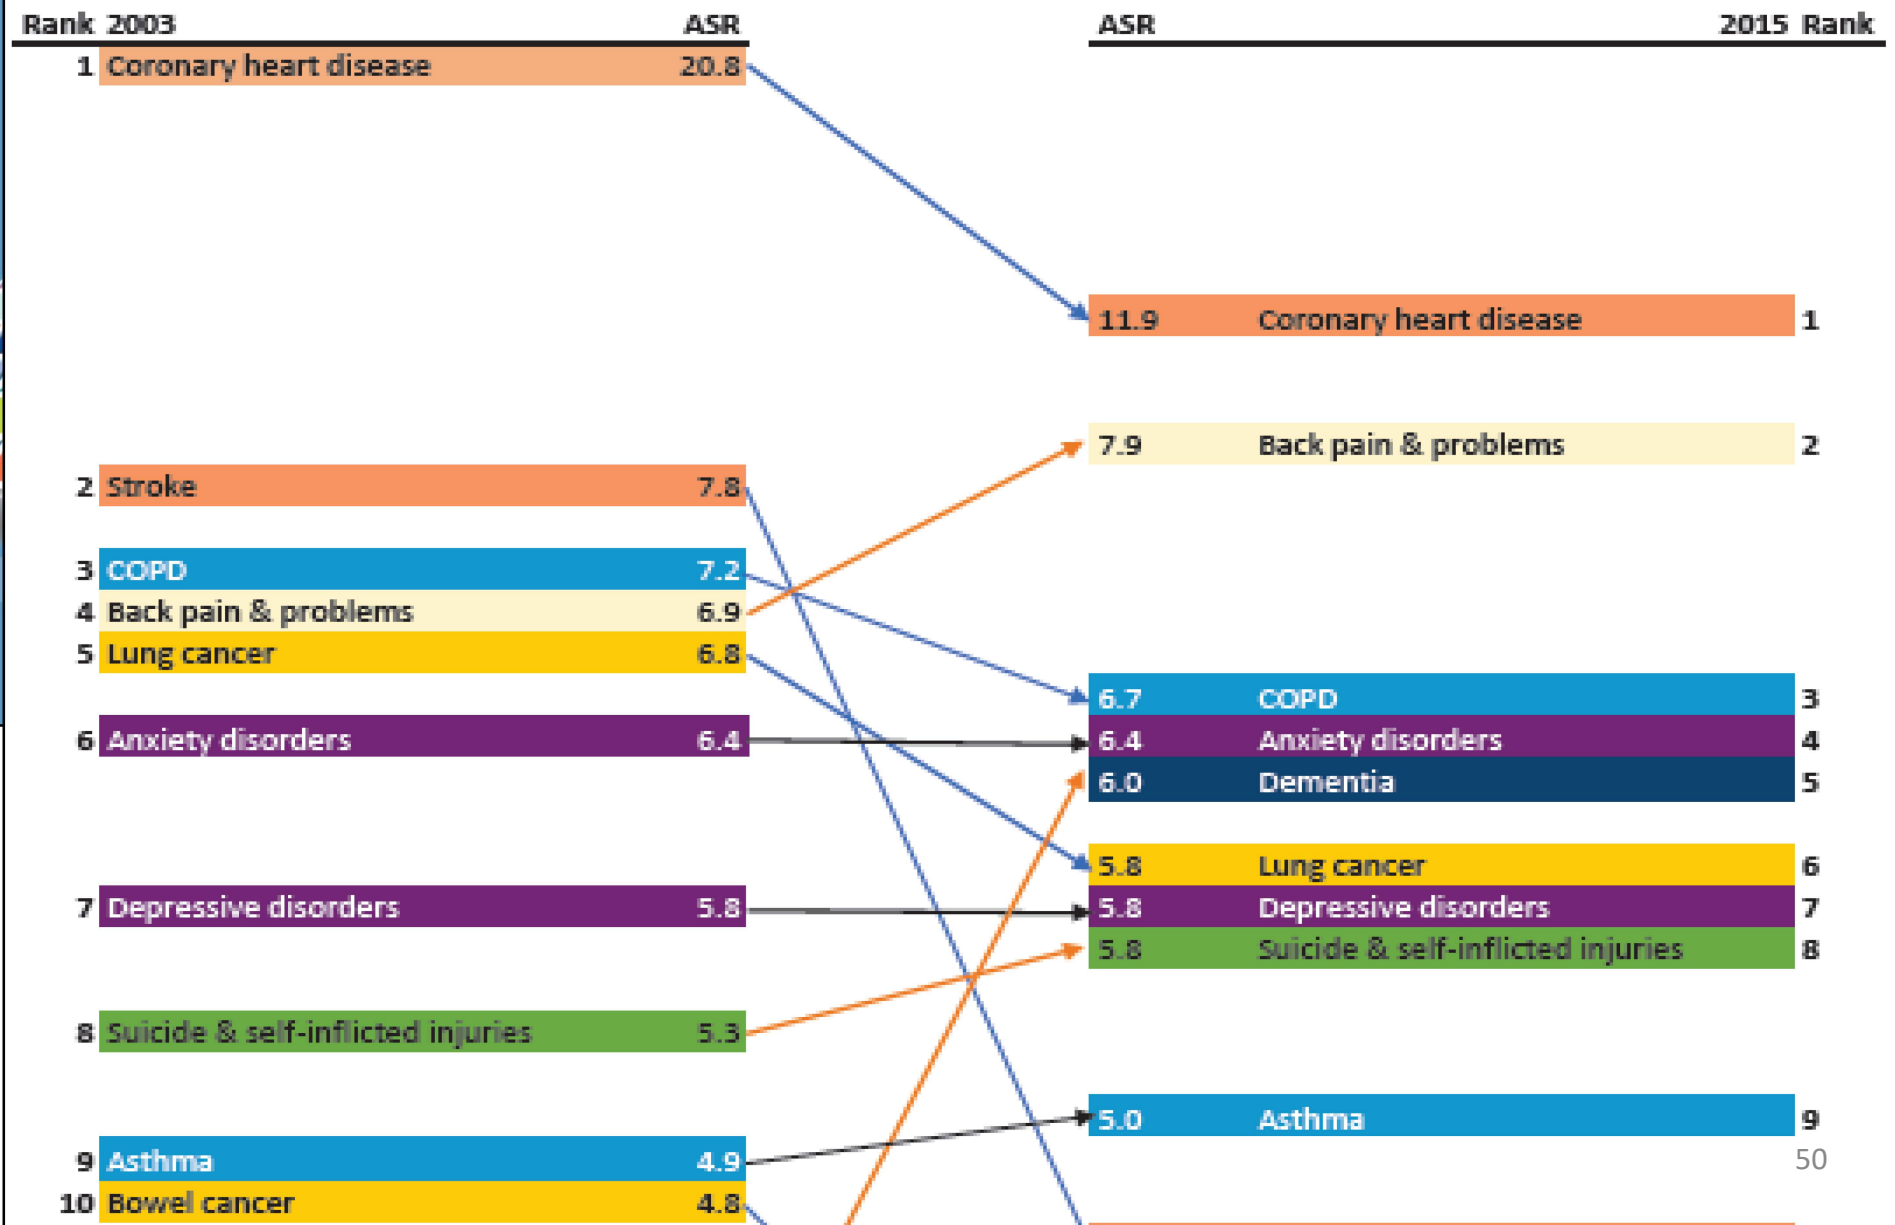 Rank 2003 ASR ASR 2015 Rank
1 Coronary heart disease 20.8
11.9 Coronary heart disease 1
7.9 Back pain & problems 2
2 Stroke 7.8
3 COPD 7.2
4 Back pain & problems 6.9
5 Lung cancer 6.8
6.7 COPD 3
6 Anxiety disorders 6.4 6.4 Anxiety disorders 4
6.0 Dementia 5
5.8 Lung cancer 6
7 Depressive disorders 5.8 5.8 Depressive disorders 7
5.8 Suicide & self-inflicted injuries 8
8 Suicide & self-inflicted injuries 5.3
5.0 Asthma 9
9 Asthma 4.9 50
10 Bowel cancer 4.8